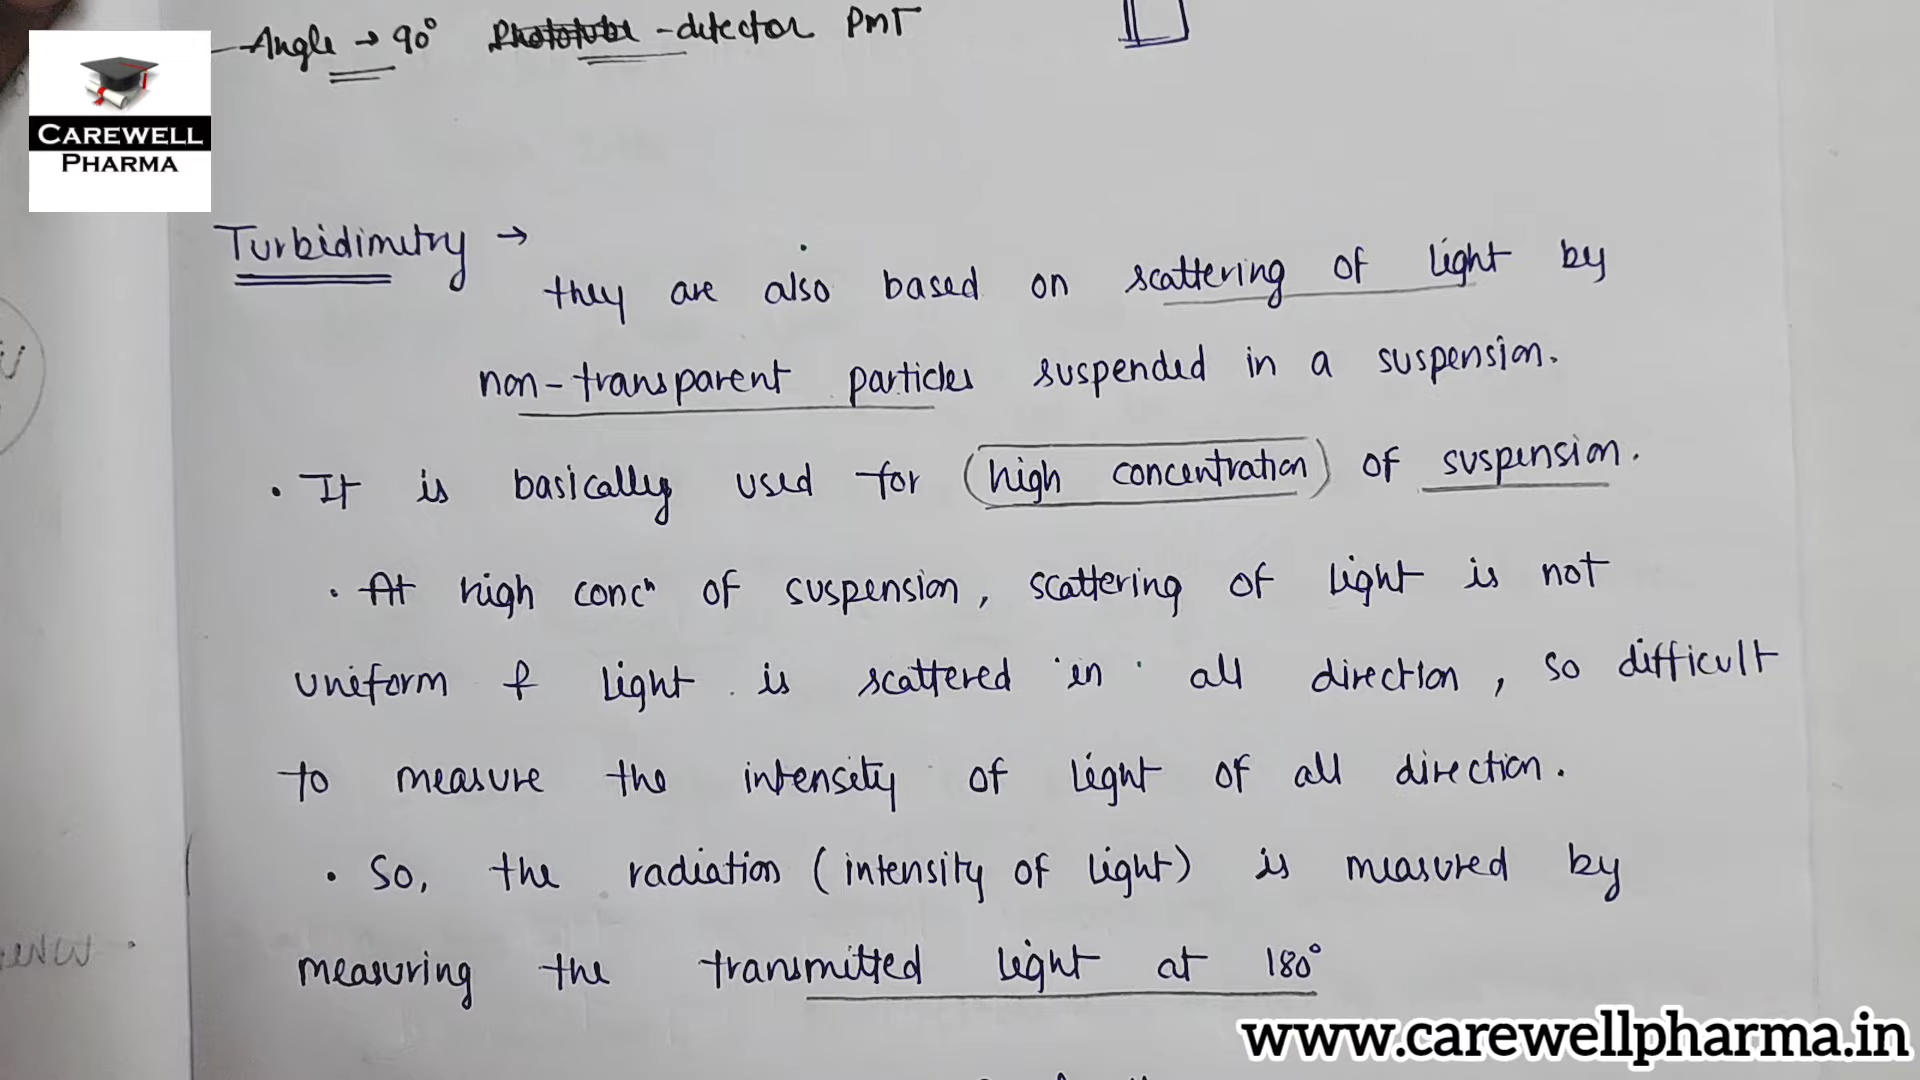 Angle → 90° -detector PMT
CAREWELL
PHARMA
Turbidimetry →
they are also based on scattering of light by
non-transparent particles suspended in a suspension.
• It is basically used for (high concentration) of suspension.
• At high concⁿ of suspension, scattering of light is not
uniform & light is scattered in all direction, so difficult
to measure the intensity of light of all direction.
• So, the radiation (intensity of light) is measured by
measuring the transmitted light at 180°
www.carewellpharma.in